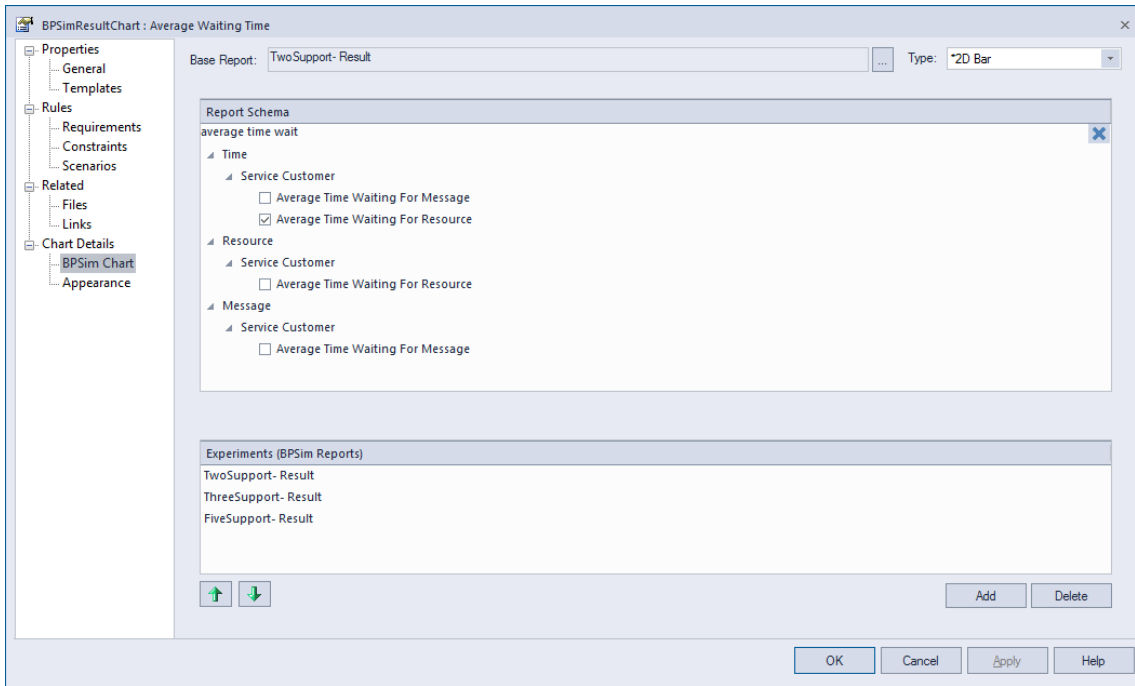 BPSimResultChart : Average Waiting Time
Properties
General
Templates
Rules
Requirements
Constraints
Scenarios
Related
Files
Links
Chart Details
BPSim Chart
Appearance
Base Report: TwoSupport- Result ... Type: *2D Bar
Report Schema
average time wait
Time
Service Customer
Average Time Waiting For Message
Average Time Waiting For Resource
Resource
Service Customer
Average Time Waiting For Resource
Message
Service Customer
Average Time Waiting For Message
Experiments (BPSim Reports)
TwoSupport- Result
ThreeSupport- Result
FiveSupport- Result
Add Delete
OK Cancel Apply Help